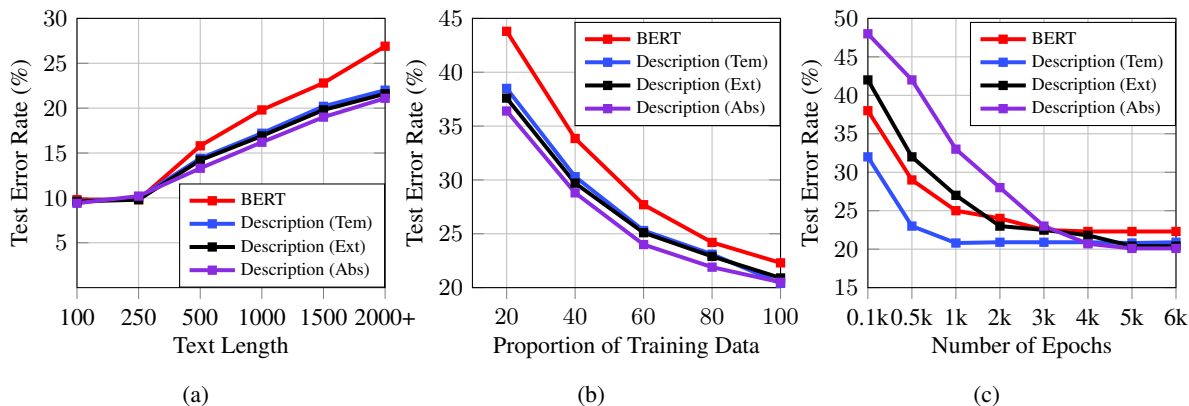 30
25
20
15
10
5
100 250 500 1000 1500 2000+
Test Error Rate (%)
Text Length
BERT
Description (Tem)
Description (Ext)
Description (Abs)
(a)
45
40
35
30
25
20
20 40 60 80 100
Test Error Rate (%)
Proportion of Training Data
BERT
Description (Tem)
Description (Ext)
Description (Abs)
(b)
50
45
40
35
30
25
20
15
0.1k 0.5k 1k 2k 3k 4k 5k 6k
Test Error Rate (%)
Number of Epochs
BERT
Description (Tem)
Description (Ext)
Description (Abs)
(c)